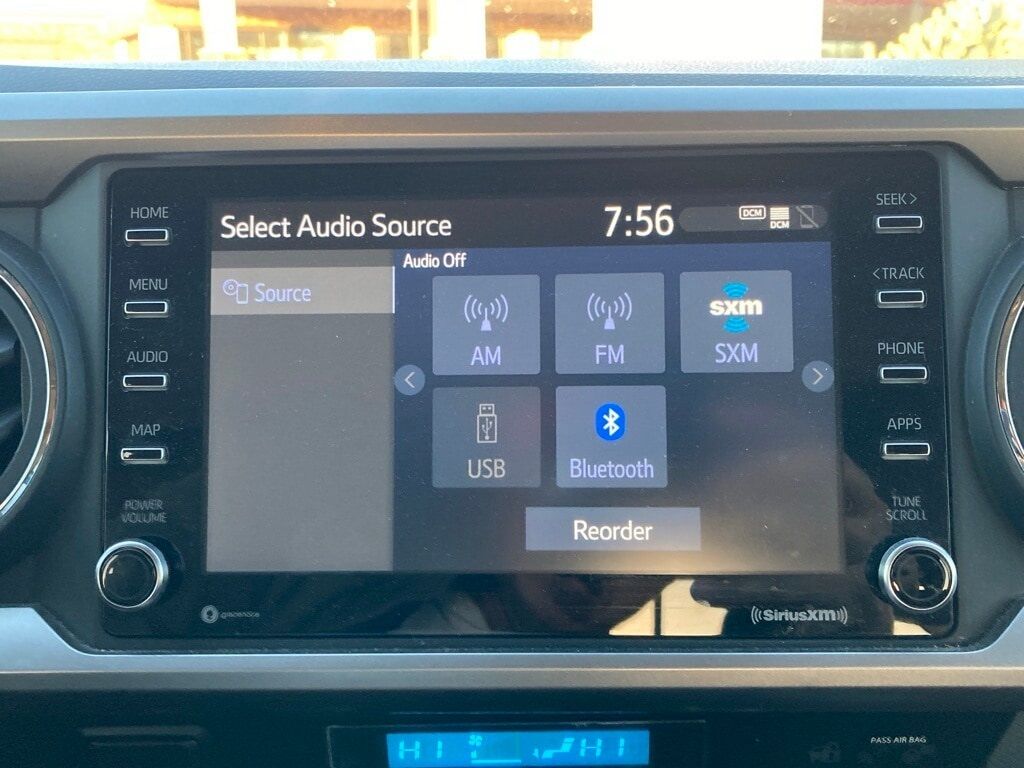 HOME
MENU
AUDIO
MAP
POWER
VOLUME
Select Audio Source
7:56
DCM
DCM
Source
Audio Off
AM
FM
sxm
SXM
USB
Bluetooth
Reorder
SEEK >
< TRACK
PHONE
APPS
TUNE
SCROLL
gracenote
((SiriusXM))
HI HI
PASS AIR BAG